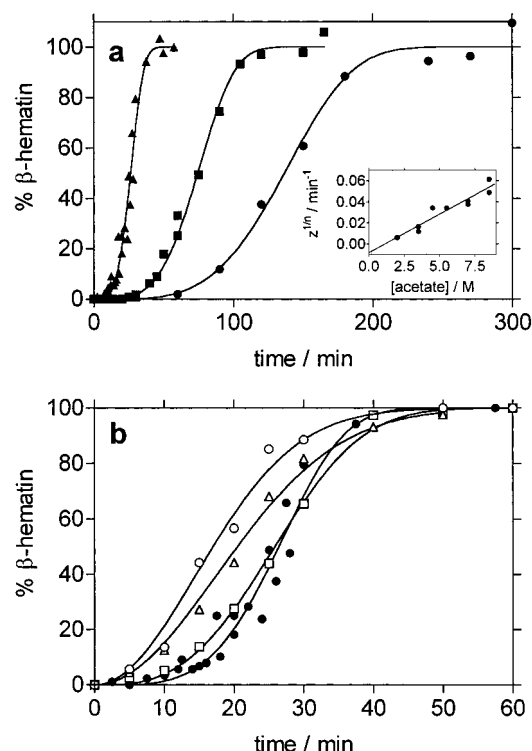 a
% β-hematin
100
80
60
40
20
0
0 100 200 300
time / min
z^1/n / min^-1
0.06
0.04
0.02
0.00
0.0 2.5 5.0 7.5
[acetate] / M
b
% β-hematin
100
80
60
40
20
0
0 10 20 30 40 50 60
time / min